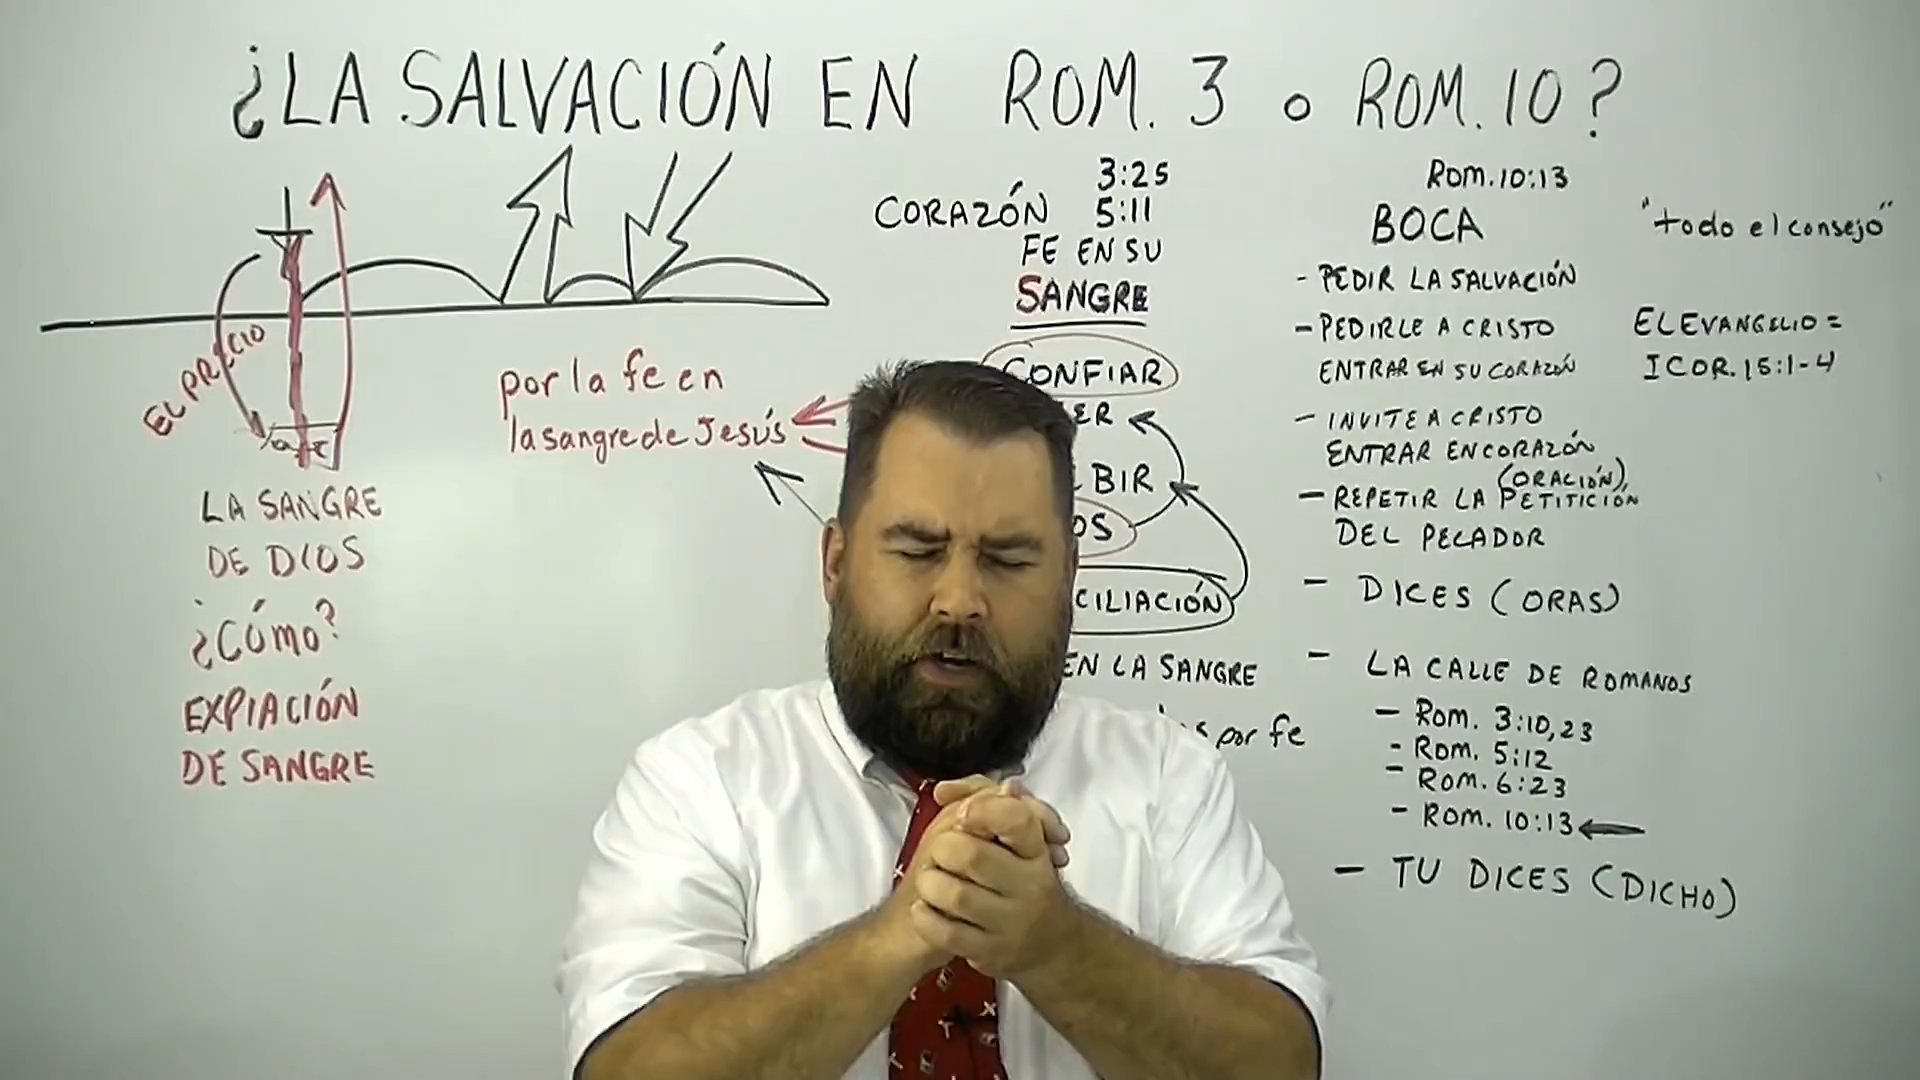 ¿LA SALVACIÓN EN ROM. 3 o ROM. 10?
EL PRECIO
LA SANGRE
DE DIOS
¿CÓMO?
EXPIACIÓN
DE SANGRE
por la fe en
la sangre de Jesús
3:25
CORAZÓN 5:11
FE EN SU
SANGRE
CONFIAR
ER
BIR
OS
CILIACIÓN
EN LA SANGRE
s por fe
Rom. 10:13
BOCA
- PEDIR LA SALVACIÓN
- PEDIRLE A CRISTO
ENTRAR EN SU CORAZÓN
- INVITE A CRISTO
ENTRAR EN CORAZÓN
(ORACIÓN)
- REPETIR LA PETITICIÓN
DEL PECADOR
- DICES (ORAS)
- LA CALLE DE ROMANOS
- Rom. 3:10,23
- Rom. 5:12
- Rom. 6:23
- Rom. 10:13
- TU DICES (DICHO)
"todo el consejo"
EL EVANGELIO =
I COR. 15:1-4